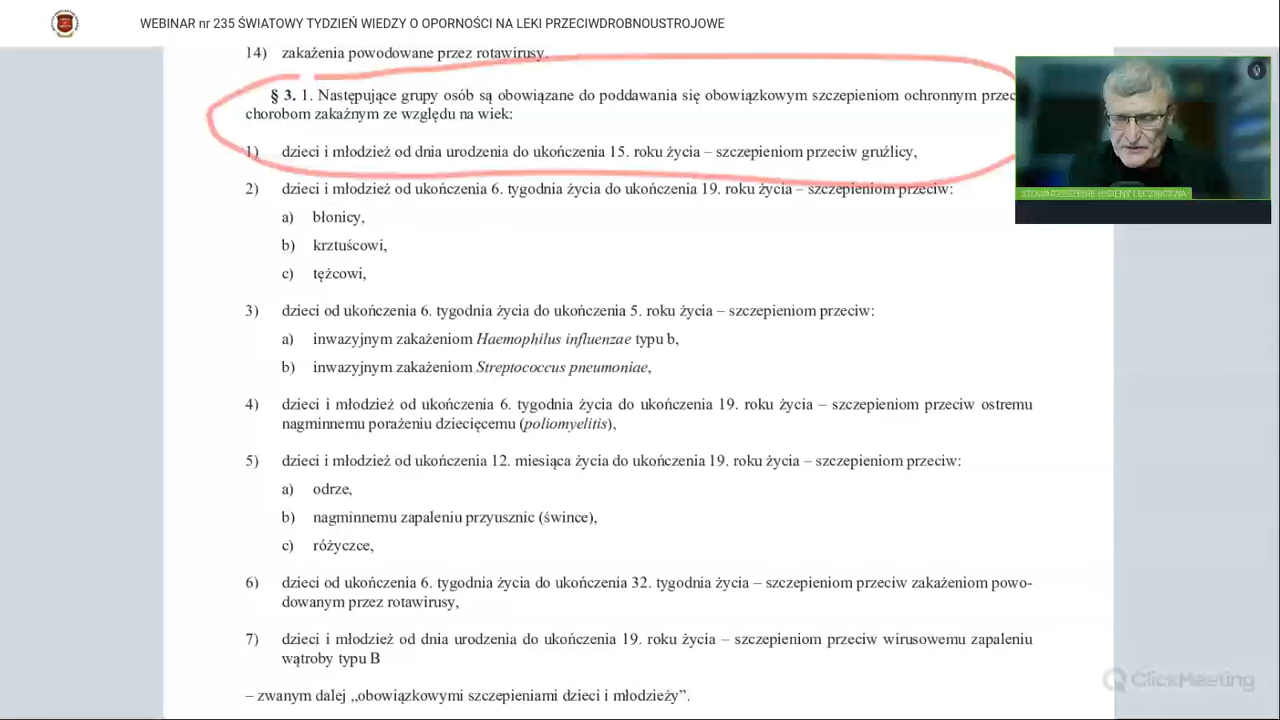 WEBINAR nr 235 ŚWIATOWY TYDZIEŃ WIEDZY O OPORNOŚCI NA LEKI PRZECIWDROBNOUSTROJOWE
14) zakażenia powodowane przez rotawirusy.
§ 3. 1. Następujące grupy osób są obowiązane do poddawania się obowiązkowym szczepieniom ochronnym przec
chorobom zakaźnym ze względu na wiek:
1) dzieci i młodzież od dnia urodzenia do ukończenia 15. roku życia – szczepieniom przeciw gruźlicy,
STOWARZYSZENIE HIGIENY LECZNICTWA
2) dzieci i młodzież od ukończenia 6. tygodnia życia do ukończenia 19. roku życia – szczepieniom przeciw:
a) błonicy,
b) krztuścowi,
c) tężcowi,
3) dzieci od ukończenia 6. tygodnia życia do ukończenia 5. roku życia – szczepieniom przeciw:
a) inwazyjnym zakażeniom Haemophilus influenzae typu b,
b) inwazyjnym zakażeniom Streptococcus pneumoniae,
4) dzieci i młodzież od ukończenia 6. tygodnia życia do ukończenia 19. roku życia – szczepieniom przeciw ostremu
nagminnemu porażeniu dziecięcemu (poliomyelitis),
5) dzieci i młodzież od ukończenia 12. miesiąca życia do ukończenia 19. roku życia – szczepieniom przeciw:
a) odrze,
b) nagminnemu zapaleniu przyusznic (śwince),
c) różyczce,
6) dzieci od ukończenia 6. tygodnia życia do ukończenia 32. tygodnia życia – szczepieniom przeciw zakażeniom powo-
dowanym przez rotawirusy,
7) dzieci i młodzież od dnia urodzenia do ukończenia 19. roku życia – szczepieniom przeciw wirusowemu zapaleniu
wątroby typu B
ClickMeeting
– zwanym dalej „obowiązkowymi szczepieniami dzieci i młodzieży”.